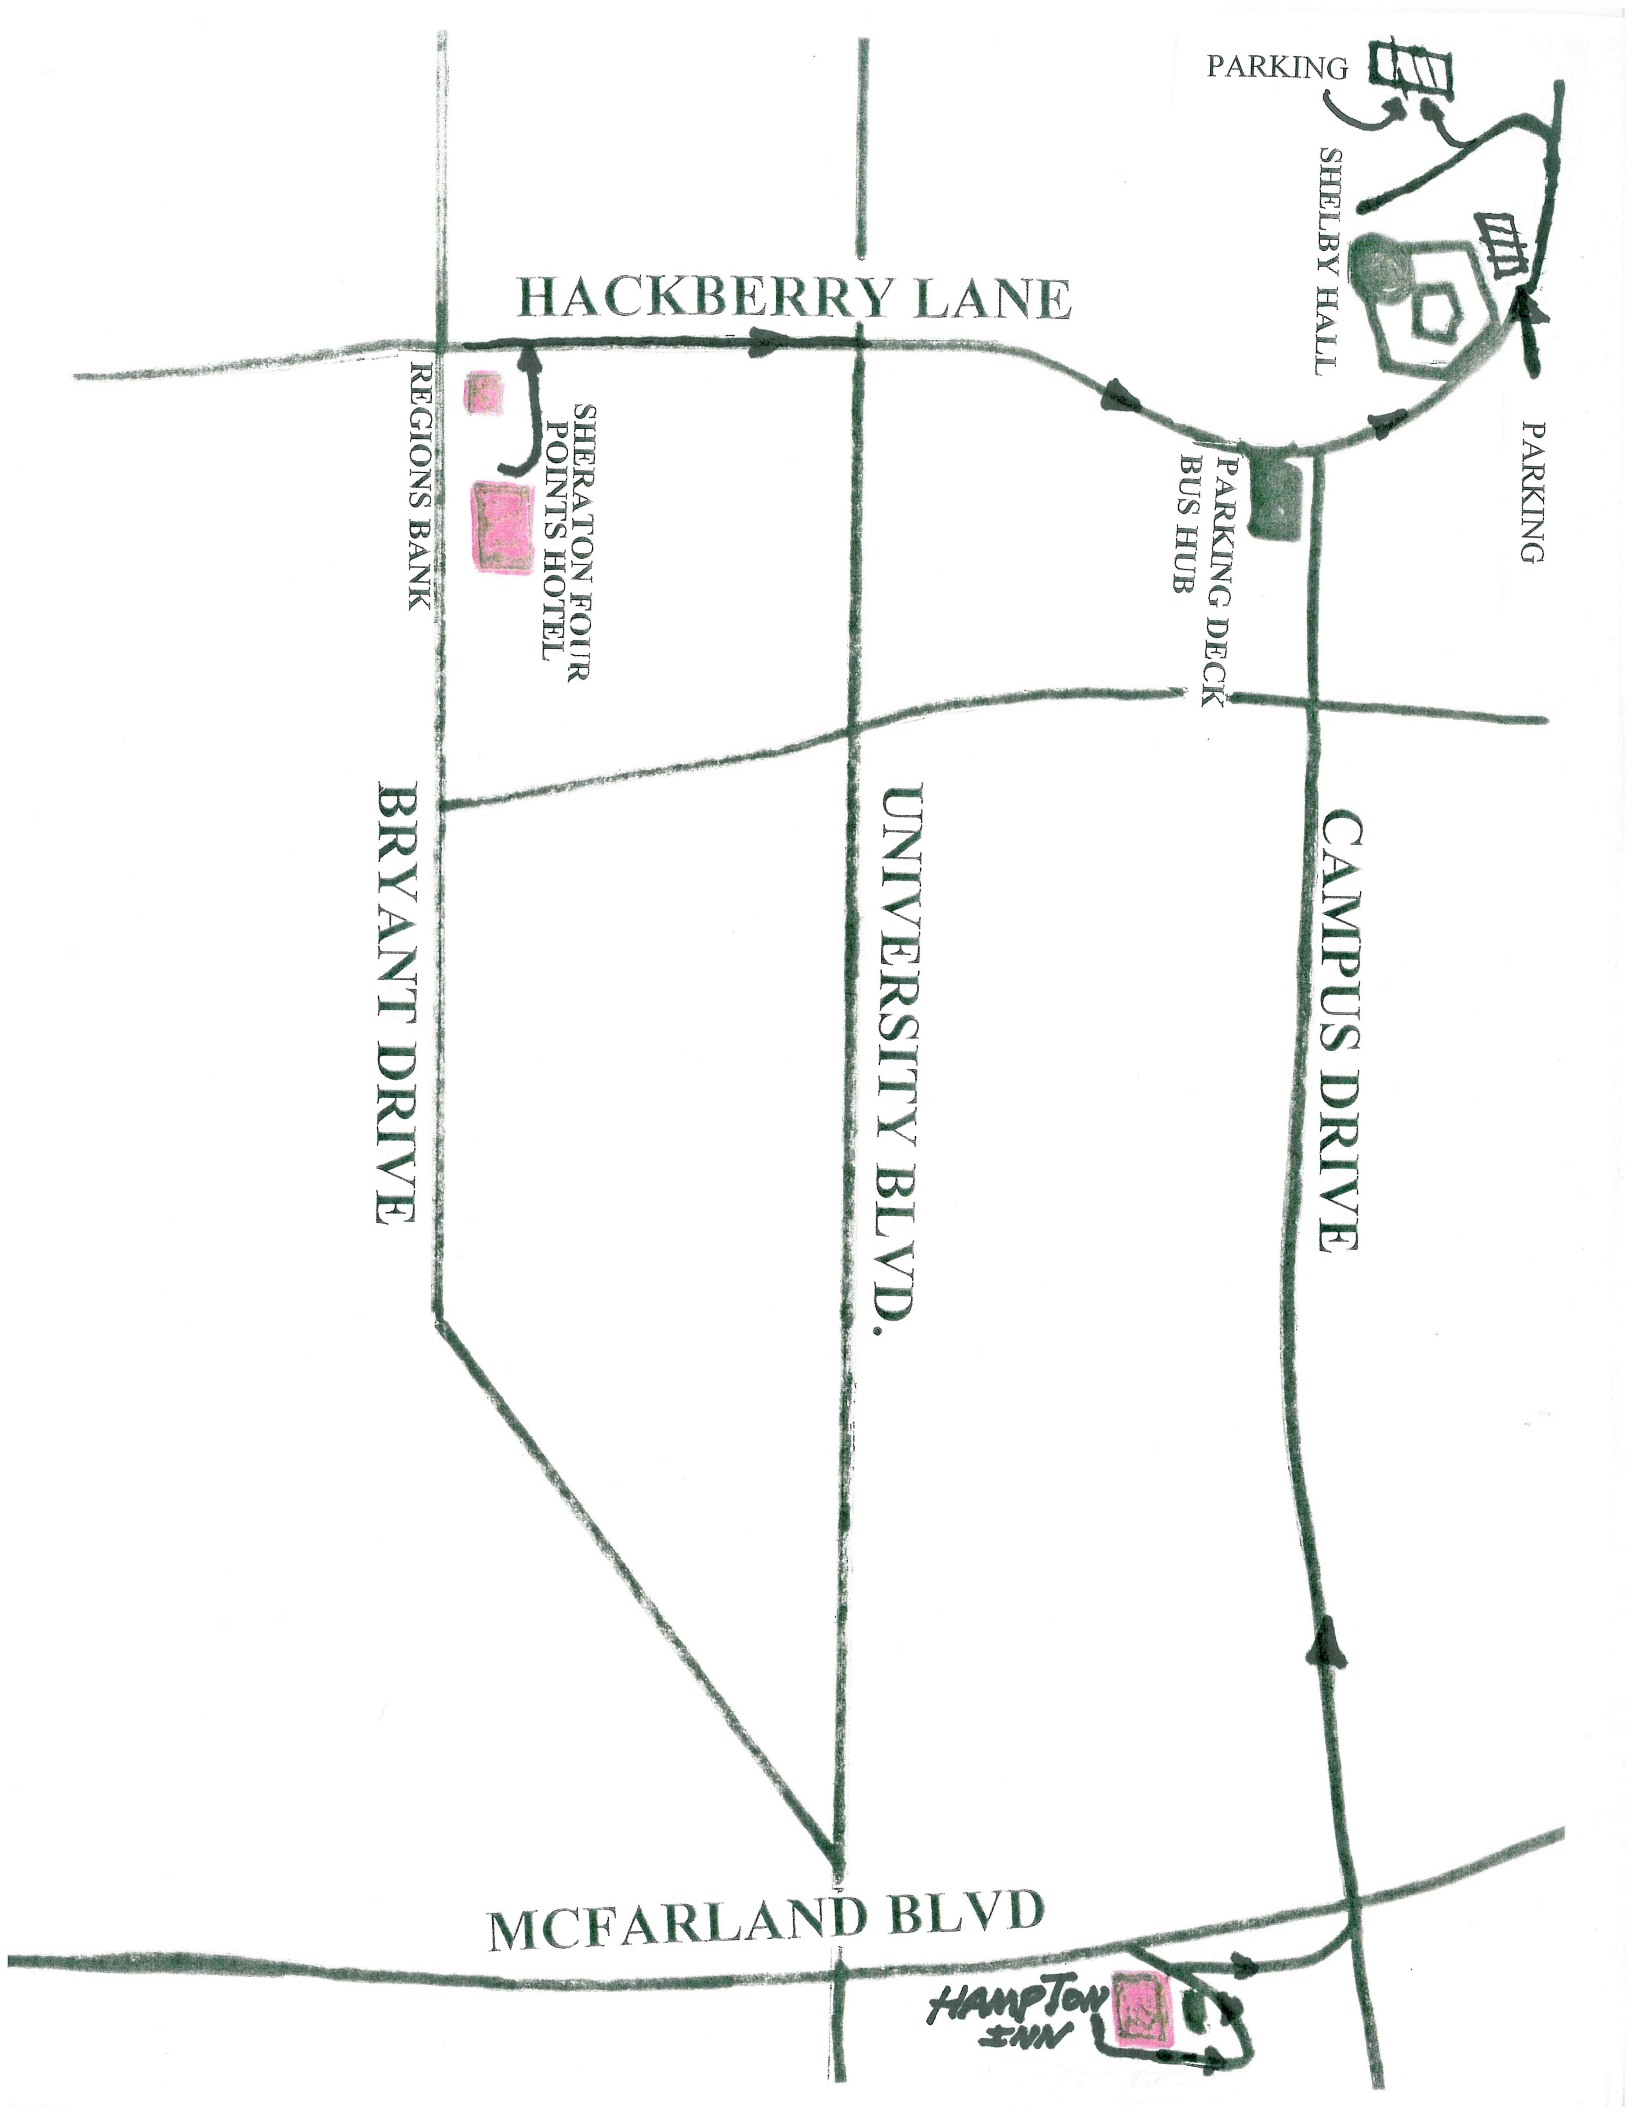 PARKING
SHELBY HALL
HACKBERRY LANE
PARKING
REGIONS BANK
SHERATON FOUR
POINTS HOTEL
PARKING DECK
BUS HUB
BRYANT DRIVE
UNIVERSITY BLVD.
CAMPUS DRIVE
MCFARLAND BLVD
HAMPTON
INN